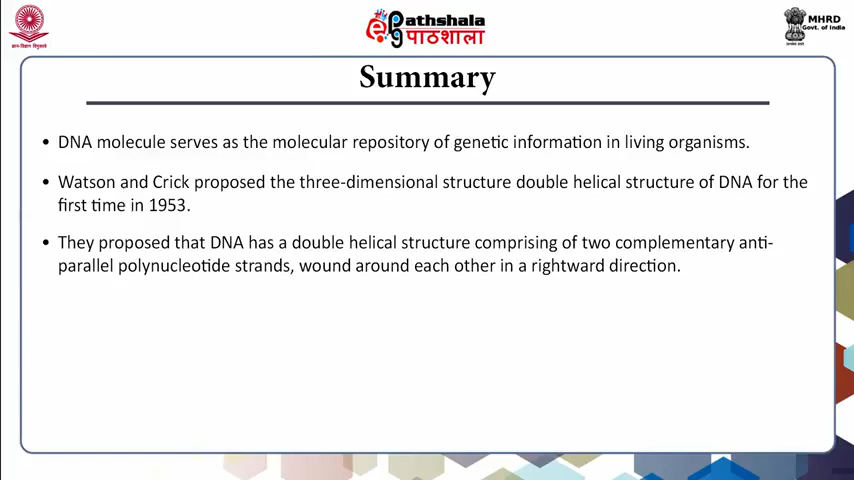 Pathshala
पाठशाला
MHRD
Govt. of India
Summary
• DNA molecule serves as the molecular repository of genetic information in living organisms.
• Watson and Crick proposed the three-dimensional structure double helical structure of DNA for the
first time in 1953.
• They proposed that DNA has a double helical structure comprising of two complementary anti-
parallel polynucleotide strands, wound around each other in a rightward direction.